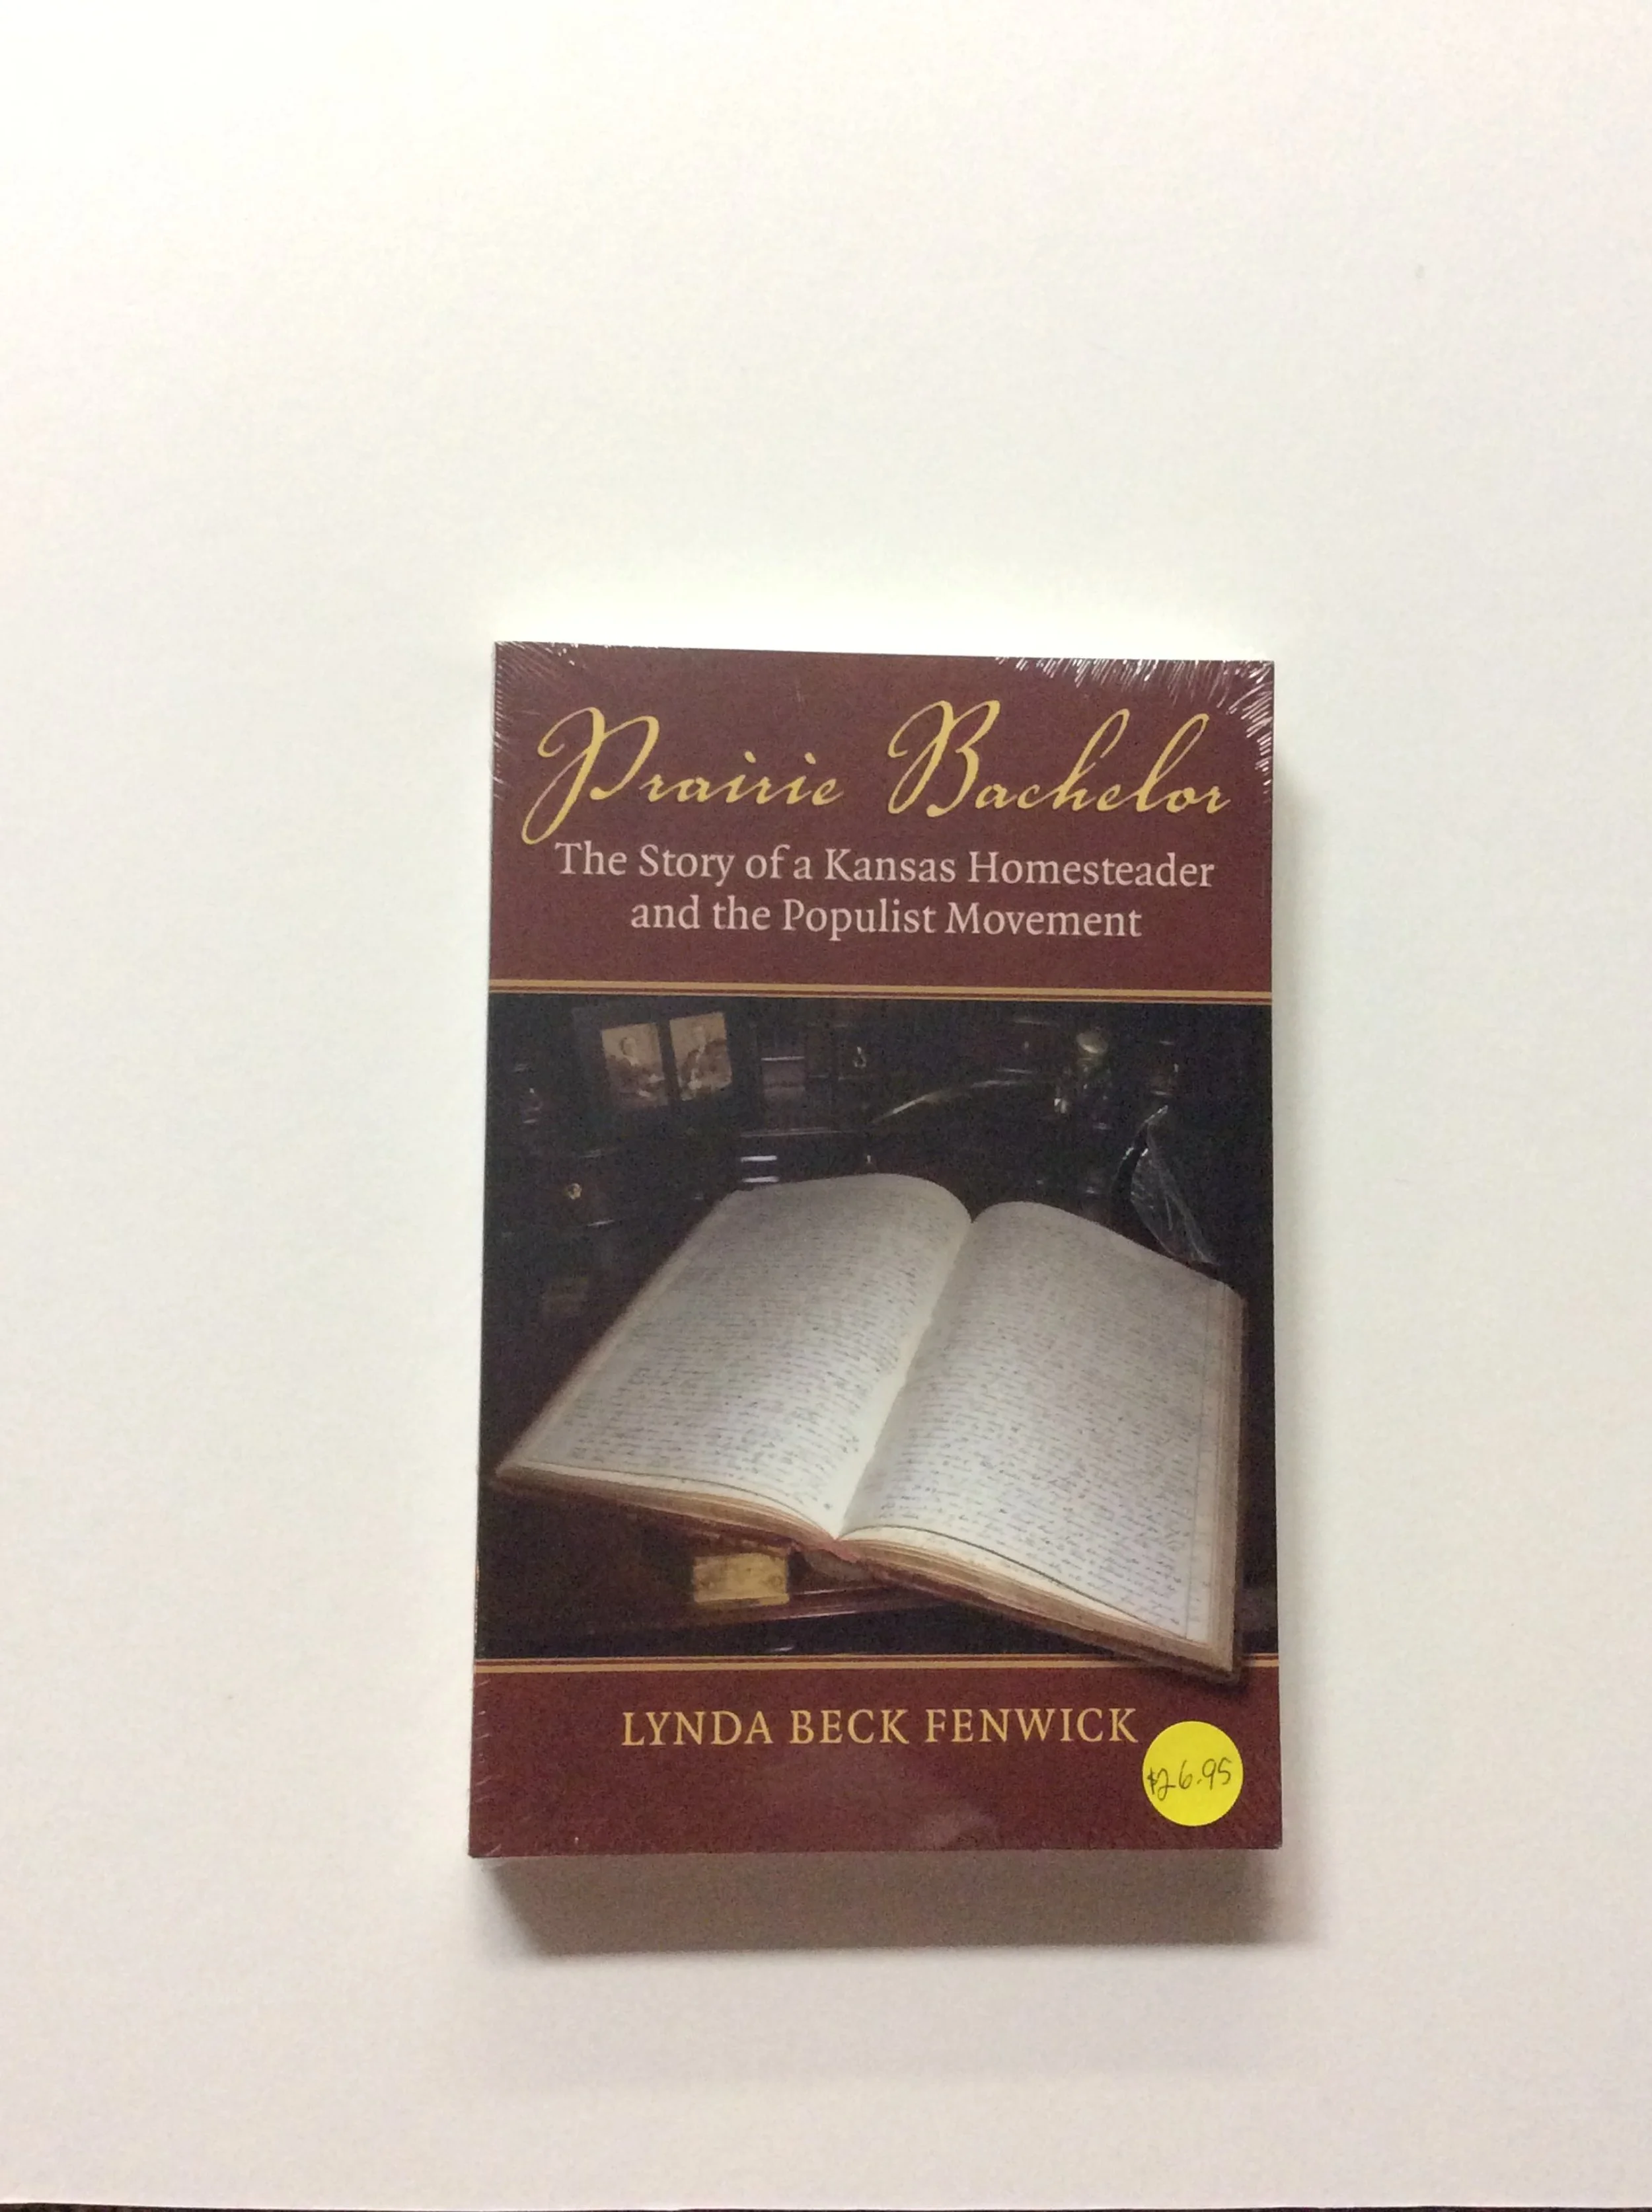 Prairie Bachelor
The Story of a Kansas Homesteader
and the Populist Movement
LYNDA BECK FENWICK
$26.95